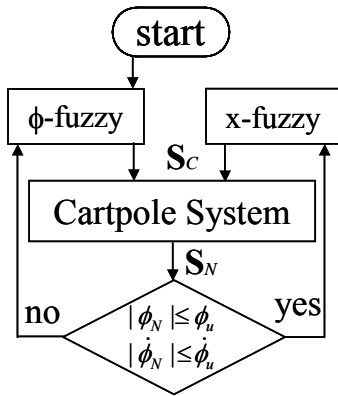 start
ϕ-fuzzy
x-fuzzy
S_C
Cartpole System
S_N
no
yes
|ϕ_N|≤ϕ_u
|ϕ̇_N|≤ϕ̇_u